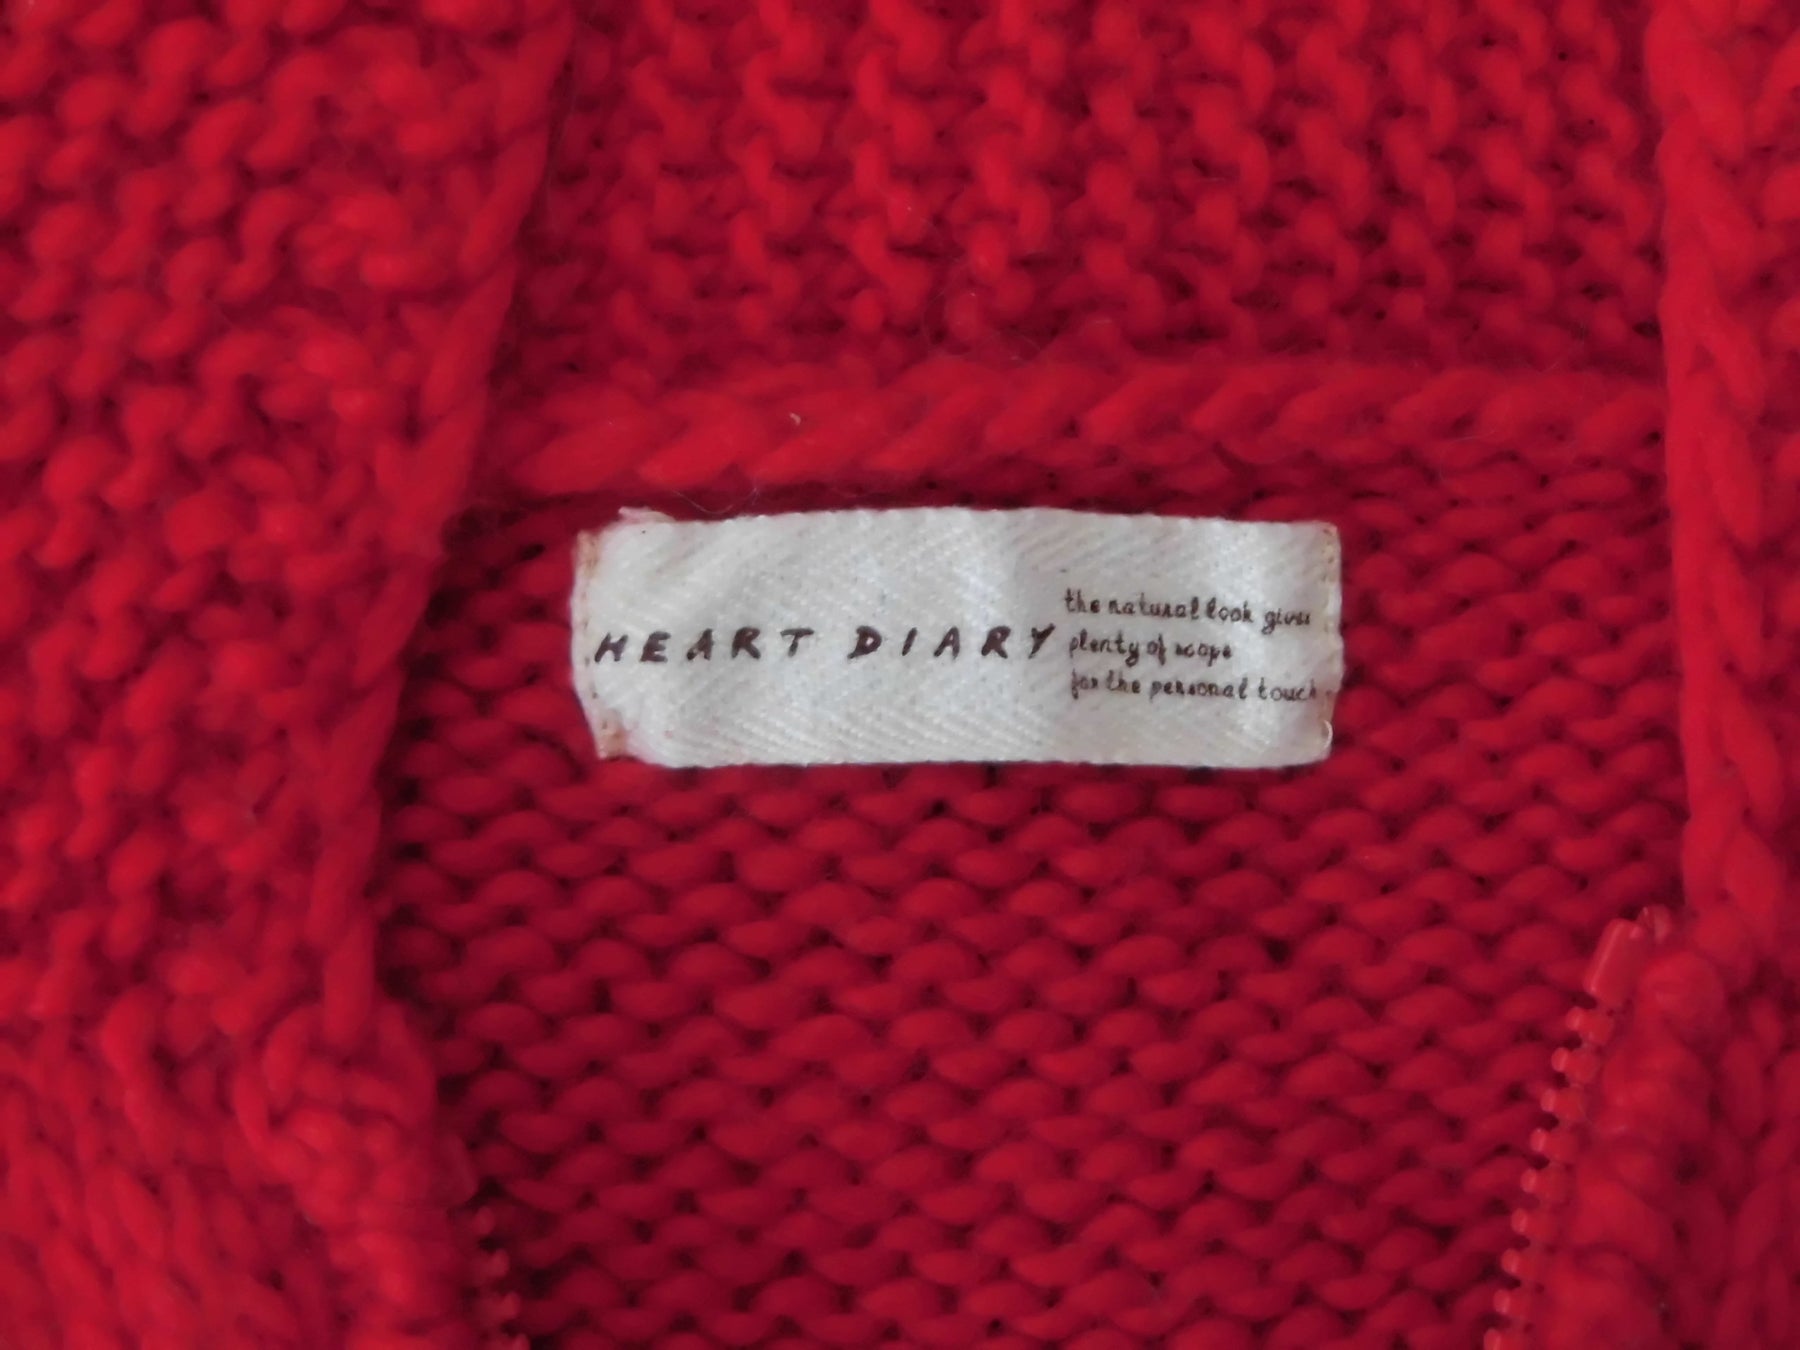 HEART DIARY
the natural look gives
plenty of scope
for the personal touch